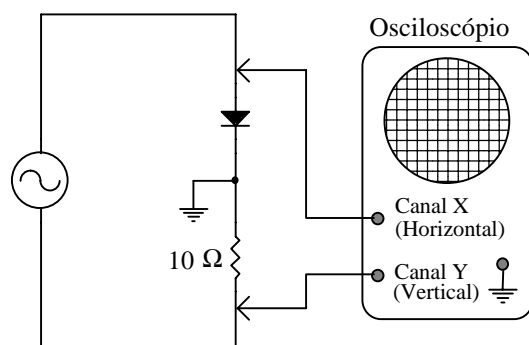 Osciloscópio
Canal X
(Horizontal)
10 Ω
Canal Y
(Vertical)